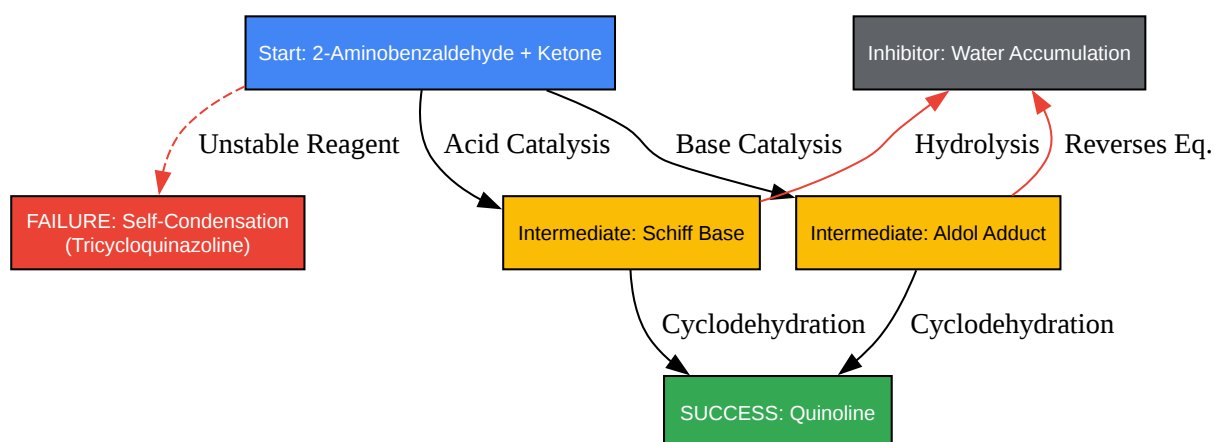 Start: 2-Aminobenzaldehyde + Ketone
Inhibitor: Water Accumulation
Unstable Reagent
Acid Catalysis
Base Catalysis
Hydrolysis
Reverses Eq.
FAILURE: Self-Condensation
(Tricycloquinazoline)
Intermediate: Schiff Base
Intermediate: Aldol Adduct
Cyclodehydration
Cyclodehydration
SUCCESS: Quinoline